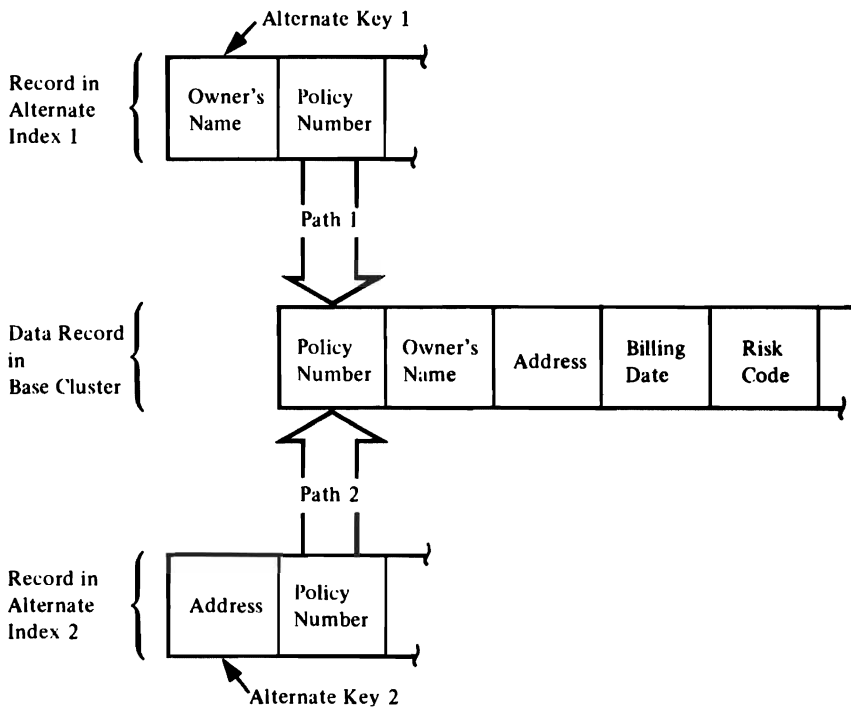 Alternate Key 1
Record in
Alternate
Index 1
Owner's
Name
Policy
Number
Path 1
Data Record
in
Base Cluster
Policy
Number
Owner's
Name
Address
Billing
Date
Risk
Code
Path 2
Record in
Alternate
Index 2
Address
Policy
Number
Alternate Key 2